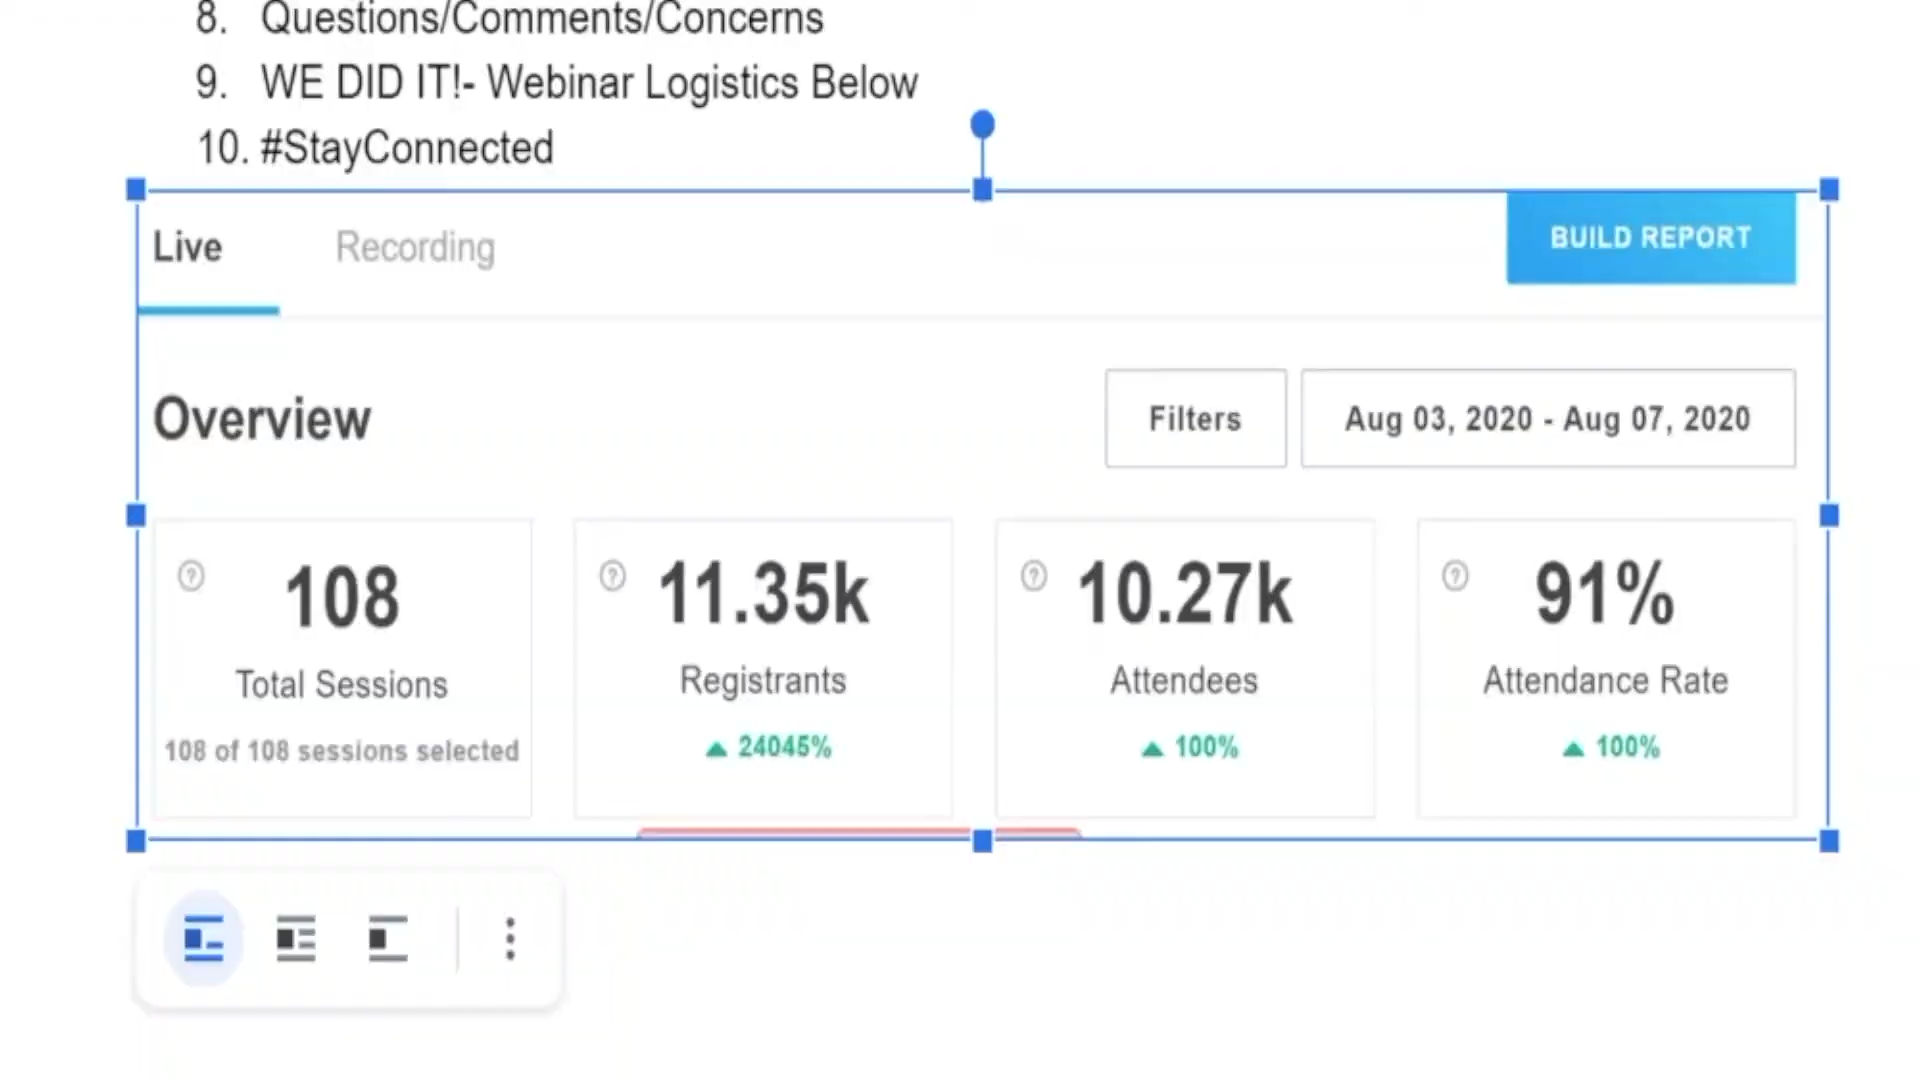 8. Questions/Comments/Concerns
9. WE DID IT!- Webinar Logistics Below
10. #StayConnected
Live Recording BUILD REPORT
Overview Filters Aug 03, 2020 - Aug 07, 2020
108 11.35k 10.27k 91%
Total Sessions Registrants Attendees Attendance Rate
108 of 108 sessions selected 24045% 100% 100%